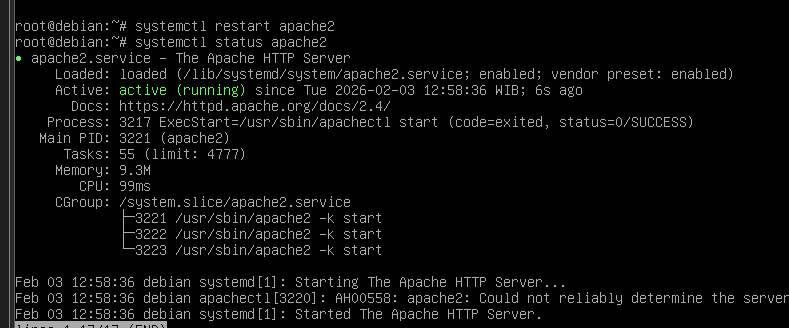 root@debian:~# systemctl restart apache2
root@debian:~# systemctl status apache2
● apache2.service – The Apache HTTP Server
Loaded: loaded (/lib/systemd/system/apache2.service; enabled; vendor preset: enabled)
Active: active (running) since Tue 2026-02-03 12:58:36 WIB; 6s ago
Docs: https://httpd.apache.org/docs/2.4/
Process: 3217 ExecStart=/usr/sbin/apachectl start (code=exited, status=0/SUCCESS)
Main PID: 3221 (apache2)
Tasks: 55 (limit: 4777)
Memory: 9.3M
CPU: 99ms
CGroup: /system.slice/apache2.service
├─3221 /usr/sbin/apache2 -k start
├─3222 /usr/sbin/apache2 -k start
└─3223 /usr/sbin/apache2 -k start
Feb 03 12:58:36 debian systemd[1]: Starting The Apache HTTP Server...
Feb 03 12:58:36 debian apachectl[3220]: AH00558: apache2: Could not reliably determine the server
Feb 03 12:58:36 debian systemd[1]: Started The Apache HTTP Server.
lines 1-17/17 (END)